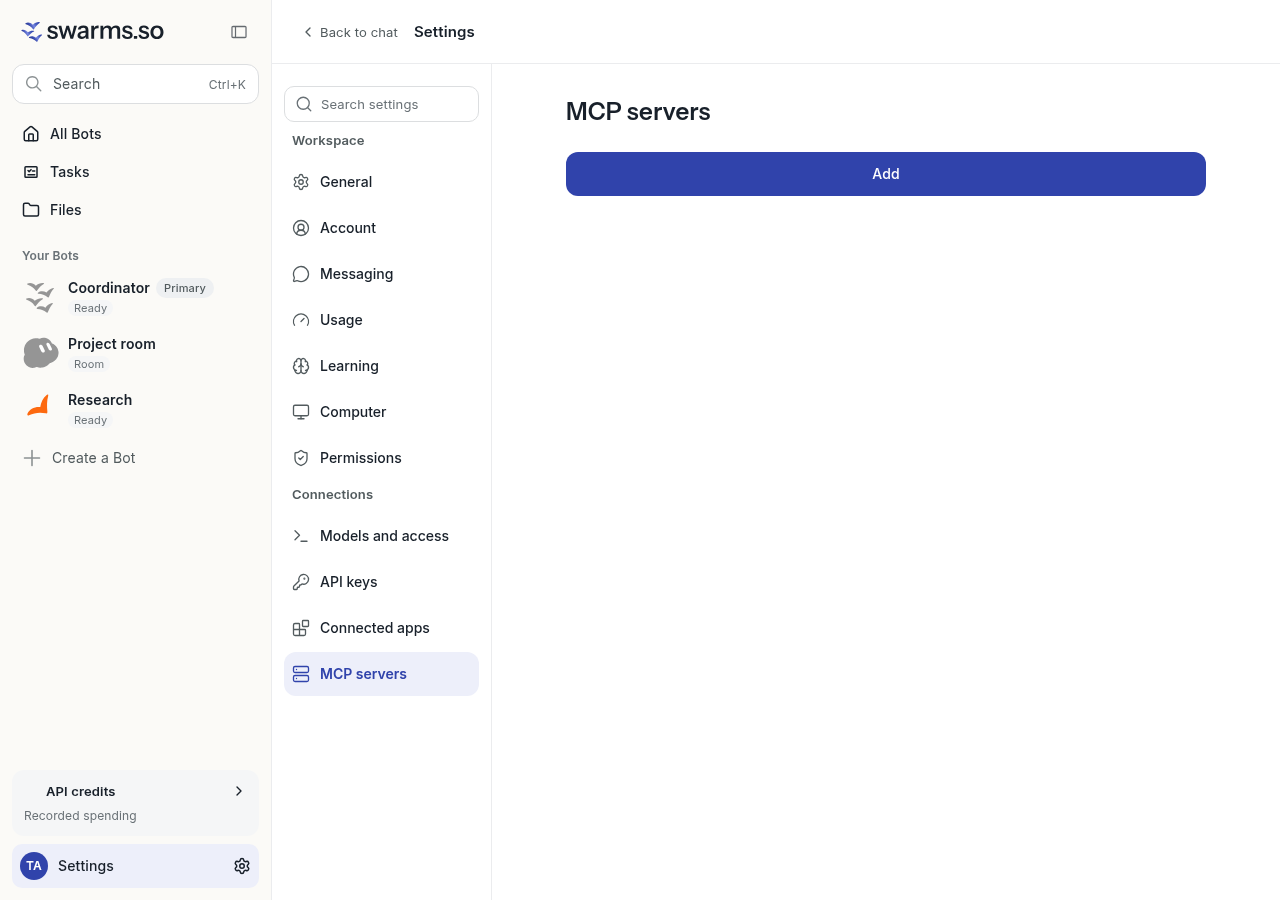 swarms.so
Search Ctrl+K
All Bots
Tasks
Files
Your Bots
Coordinator Primary
Ready
Project room
Room
Research
Ready
Create a Bot
API credits
Recorded spending
TA Settings
Back to chat Settings
Search settings
Workspace
General
Account
Messaging
Usage
Learning
Computer
Permissions
Connections
Models and access
API keys
Connected apps
MCP servers
MCP servers
Add